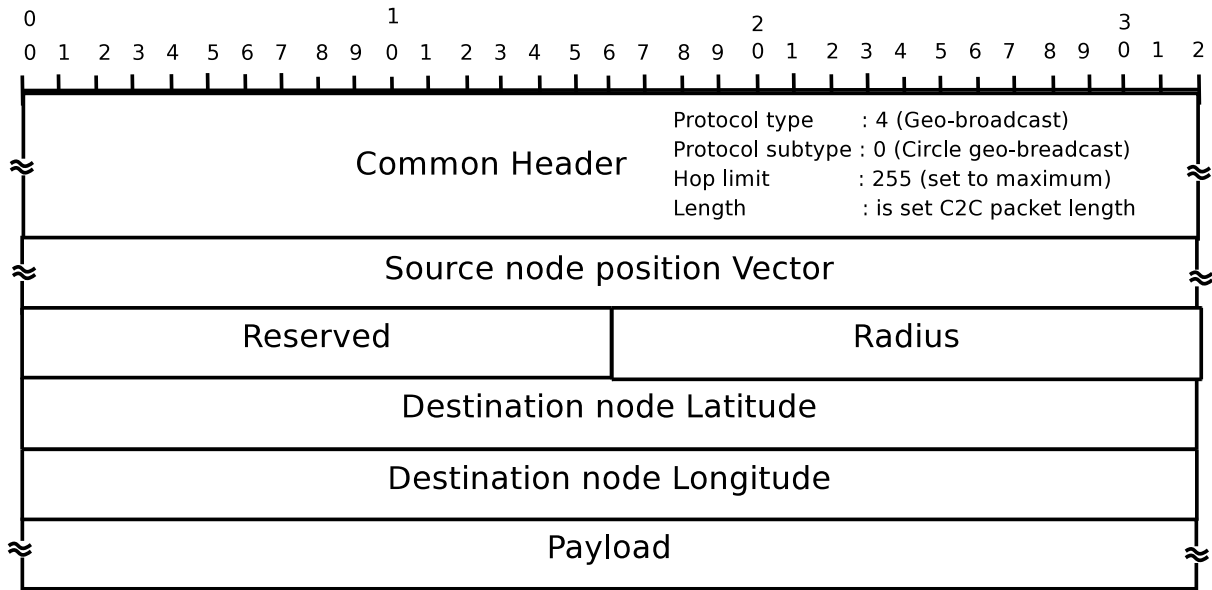 0 1 2 3
0 1 2 3 4 5 6 7 8 9 0 1 2 3 4 5 6 7 8 9 0 1 2 3 4 5 6 7 8 9 0 1 2
Common Header
Protocol type : 4 (Geo-broadcast)
Protocol subtype : 0 (Circle geo-breadcast)
Hop limit : 255 (set to maximum)
Length : is set C2C packet length
Source node position Vector
Reserved Radius
Destination node Latitude
Destination node Longitude
Payload